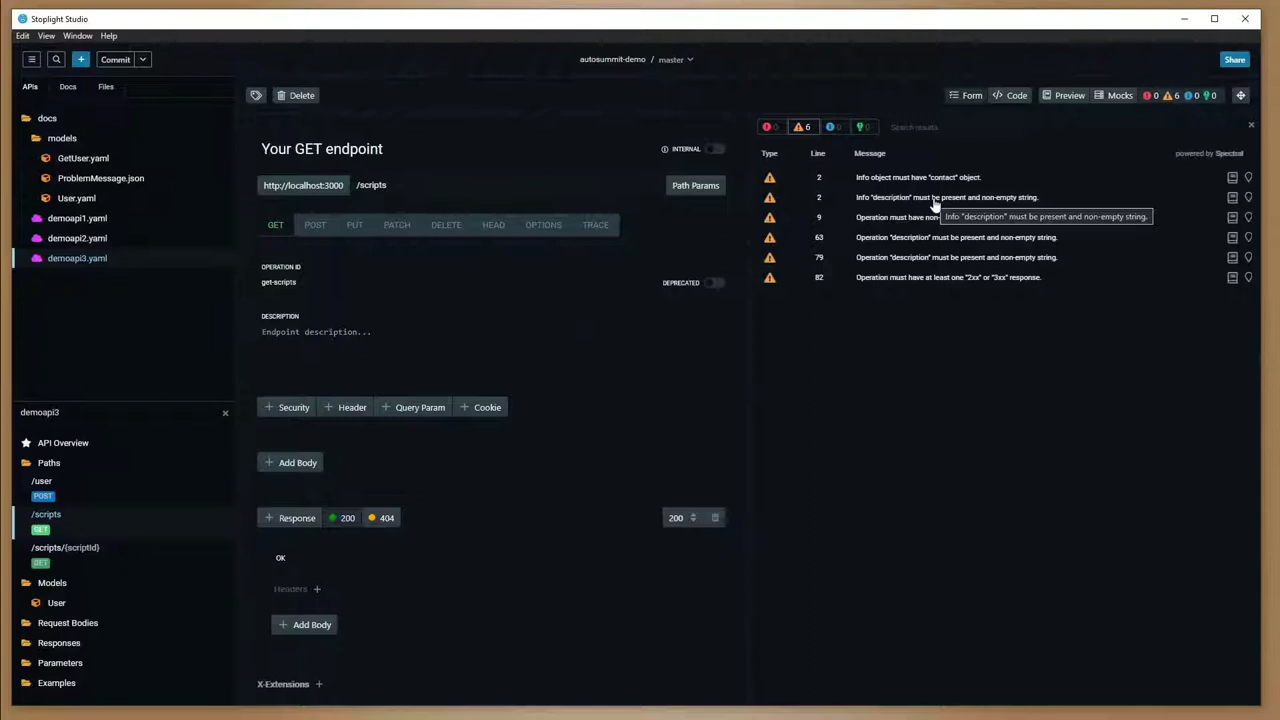 Stoplight Studio
Edit View Window Help
Commit
autosummit-demo / master
Share
APIs Docs Files
Delete
Form Code Preview Mocks 0 6 0 0
docs
models
GetUser.yaml
ProblemMessage.json
User.yaml
demoapi1.yaml
demoapi2.yaml
demoapi3.yaml
demoapi3
API Overview
Paths
/user
POST
/scripts
GET
/scripts/{scriptId}
GET
Models
User
Request Bodies
Responses
Parameters
Examples
Your GET endpoint
INTERNAL
http://localhost:3000 /scripts
Path Params
GET POST PUT PATCH DELETE HEAD OPTIONS TRACE
OPERATION ID
get-scripts
DEPRECATED
DESCRIPTION
Endpoint description...
Security Header Query Param Cookie
Add Body
Response 200 404
200
OK
Headers
Add Body
X-Extensions
0 6 0 0 Search results
Type Line Message powered by Spectral
2 Info object must have "contact" object.
2 Info "description" must be present and non-empty string.
9 Operation must have non-
Info "description" must be present and non-empty string.
63 Operation "description" must be present and non-empty string.
79 Operation "description" must be present and non-empty string.
82 Operation must have at least one "2xx" or "3xx" response.